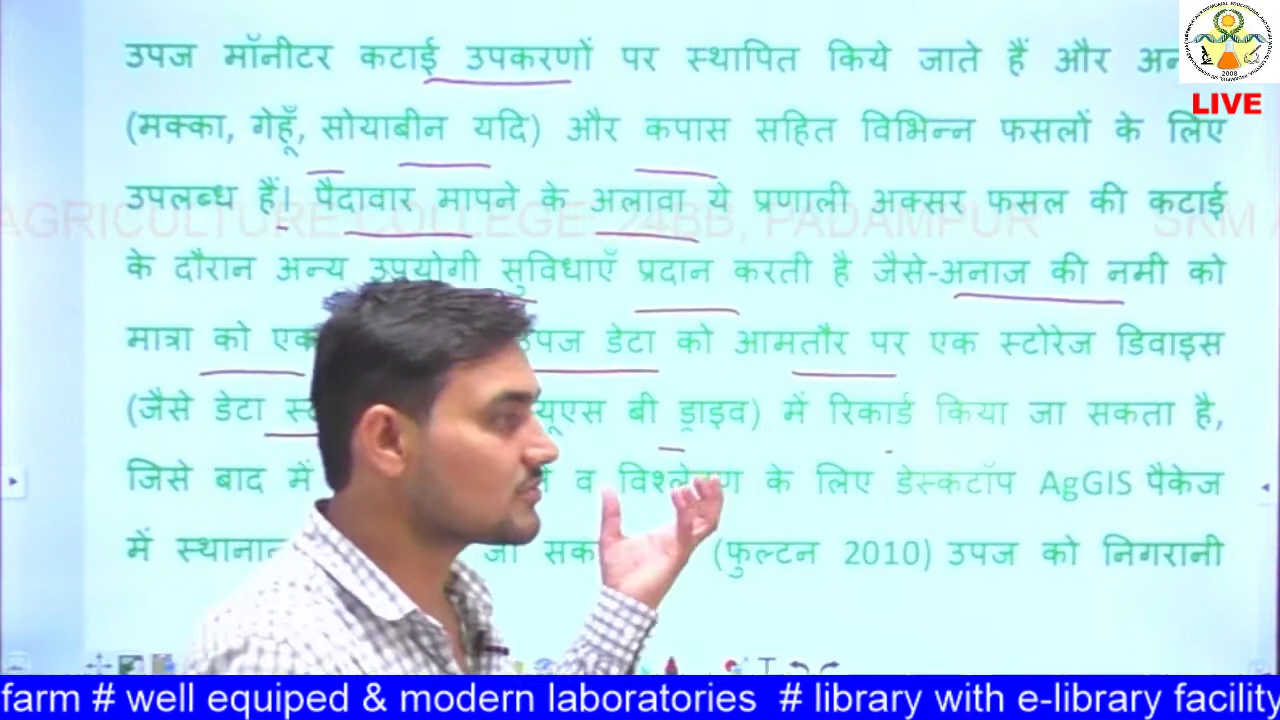 उपज मॉनीटर कटाई उपकरणों पर स्थापित किये जाते हैं और
(मक्का, गेहूँ, सोयाबीन यदि) और कपास सहित विभिन्न फसलों के लिए
उपलब्ध हैं! पैदावार मापने के अलावा ये प्रणाली अक्सर फसल की कटाई
AGRICULTURE COLLEGE 24BB, PADAMPUR SKM
के दौरान अन्य उपयोगी सुविधाएँ प्रदान करती है जैसे-अनाज की नमी को
मात्रा को एक उपज डेटा को आमतौर पर एक स्टोरेज डिवाइस
(जैसे डेटा यूएस बी ड्राइव) में रिकार्ड किया जा सकता है,
जिसे बाद में व विश्लेषण के लिए डेस्कटॉप AgGIS पैकेज
में जा (फुल्टन 2010) उपज को निगरानी
2008
LIVE
farm # well equiped & modern laboratories # library with e-library facility